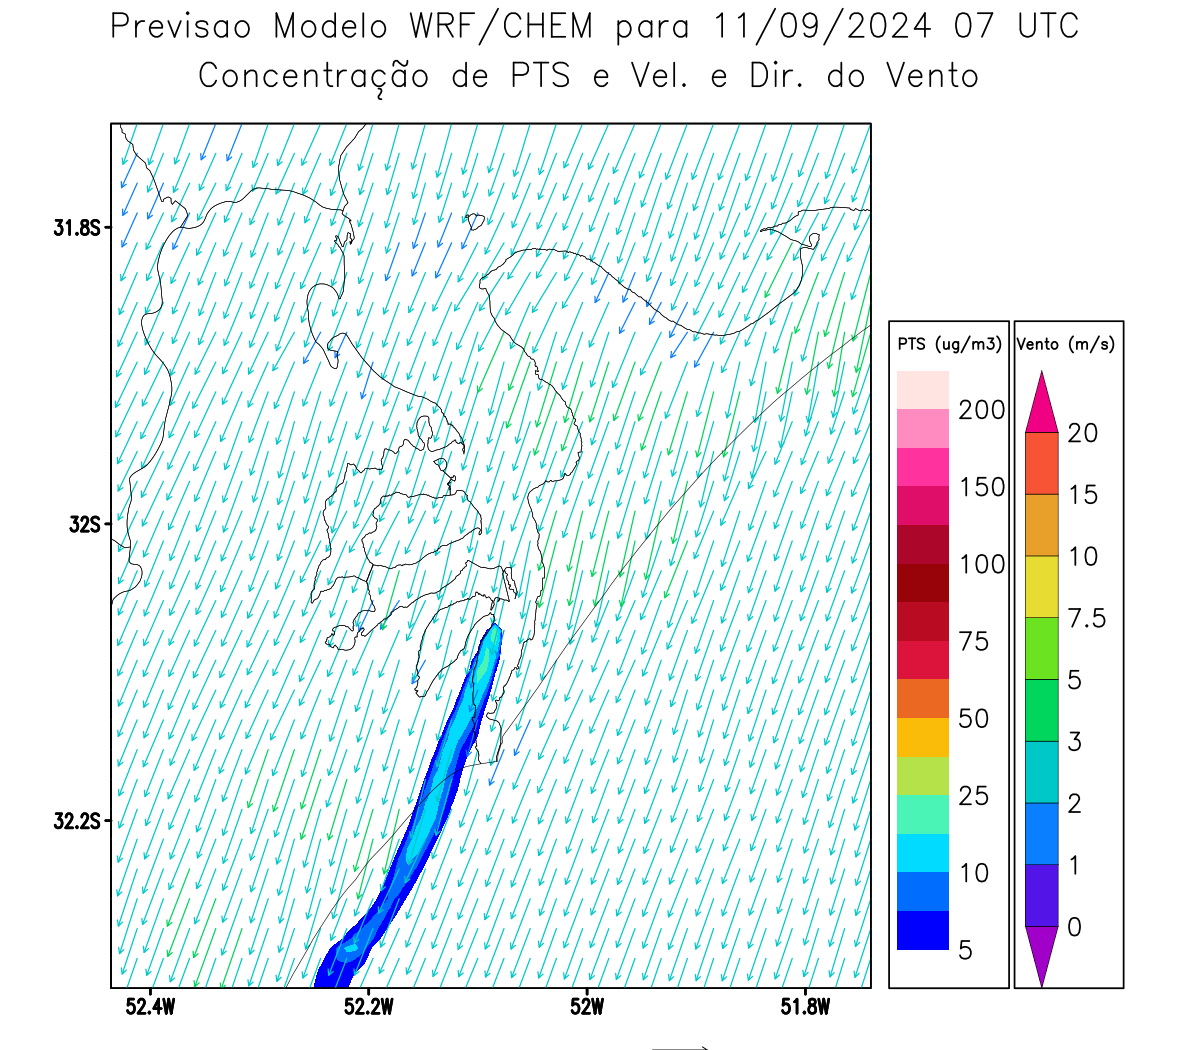 Previsao Modelo WRF/CHEM para 11/09/2024 07 UTC
Concentração de PTS e Vel. e Dir. do Vento
31.8S
32S
32.2S
52.4W 52.2W 52W 51.8W
PTS (ug/m3)
200
150
100
75
50
25
10
5
Vento (m/s)
20
15
10
7.5
5
3
2
1
0